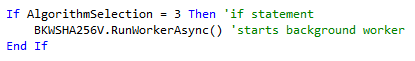 If AlgorithmSelection = 3 Then 'if statement
    BKWSHA256V.RunWorkerAsync() 'starts background worker
End If